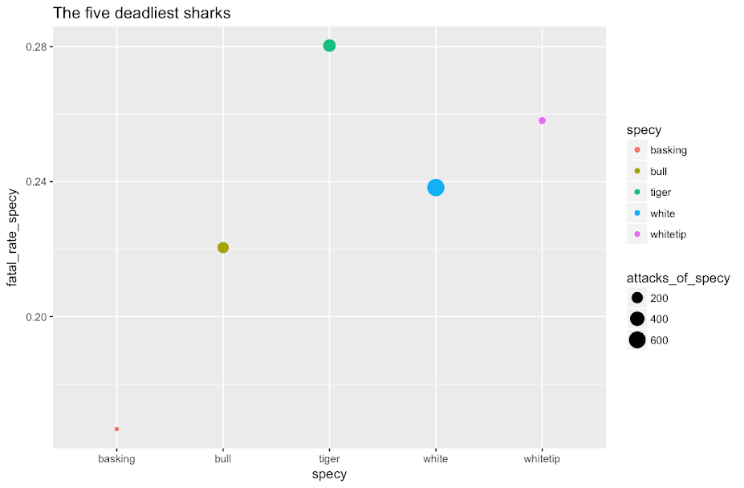 The five deadliest sharks
fatal_rate_specy
0.28
0.24
0.20
basking bull tiger white whitetip
specy
specy
basking
bull
tiger
white
whitetip
attacks_of_specy
200
400
600